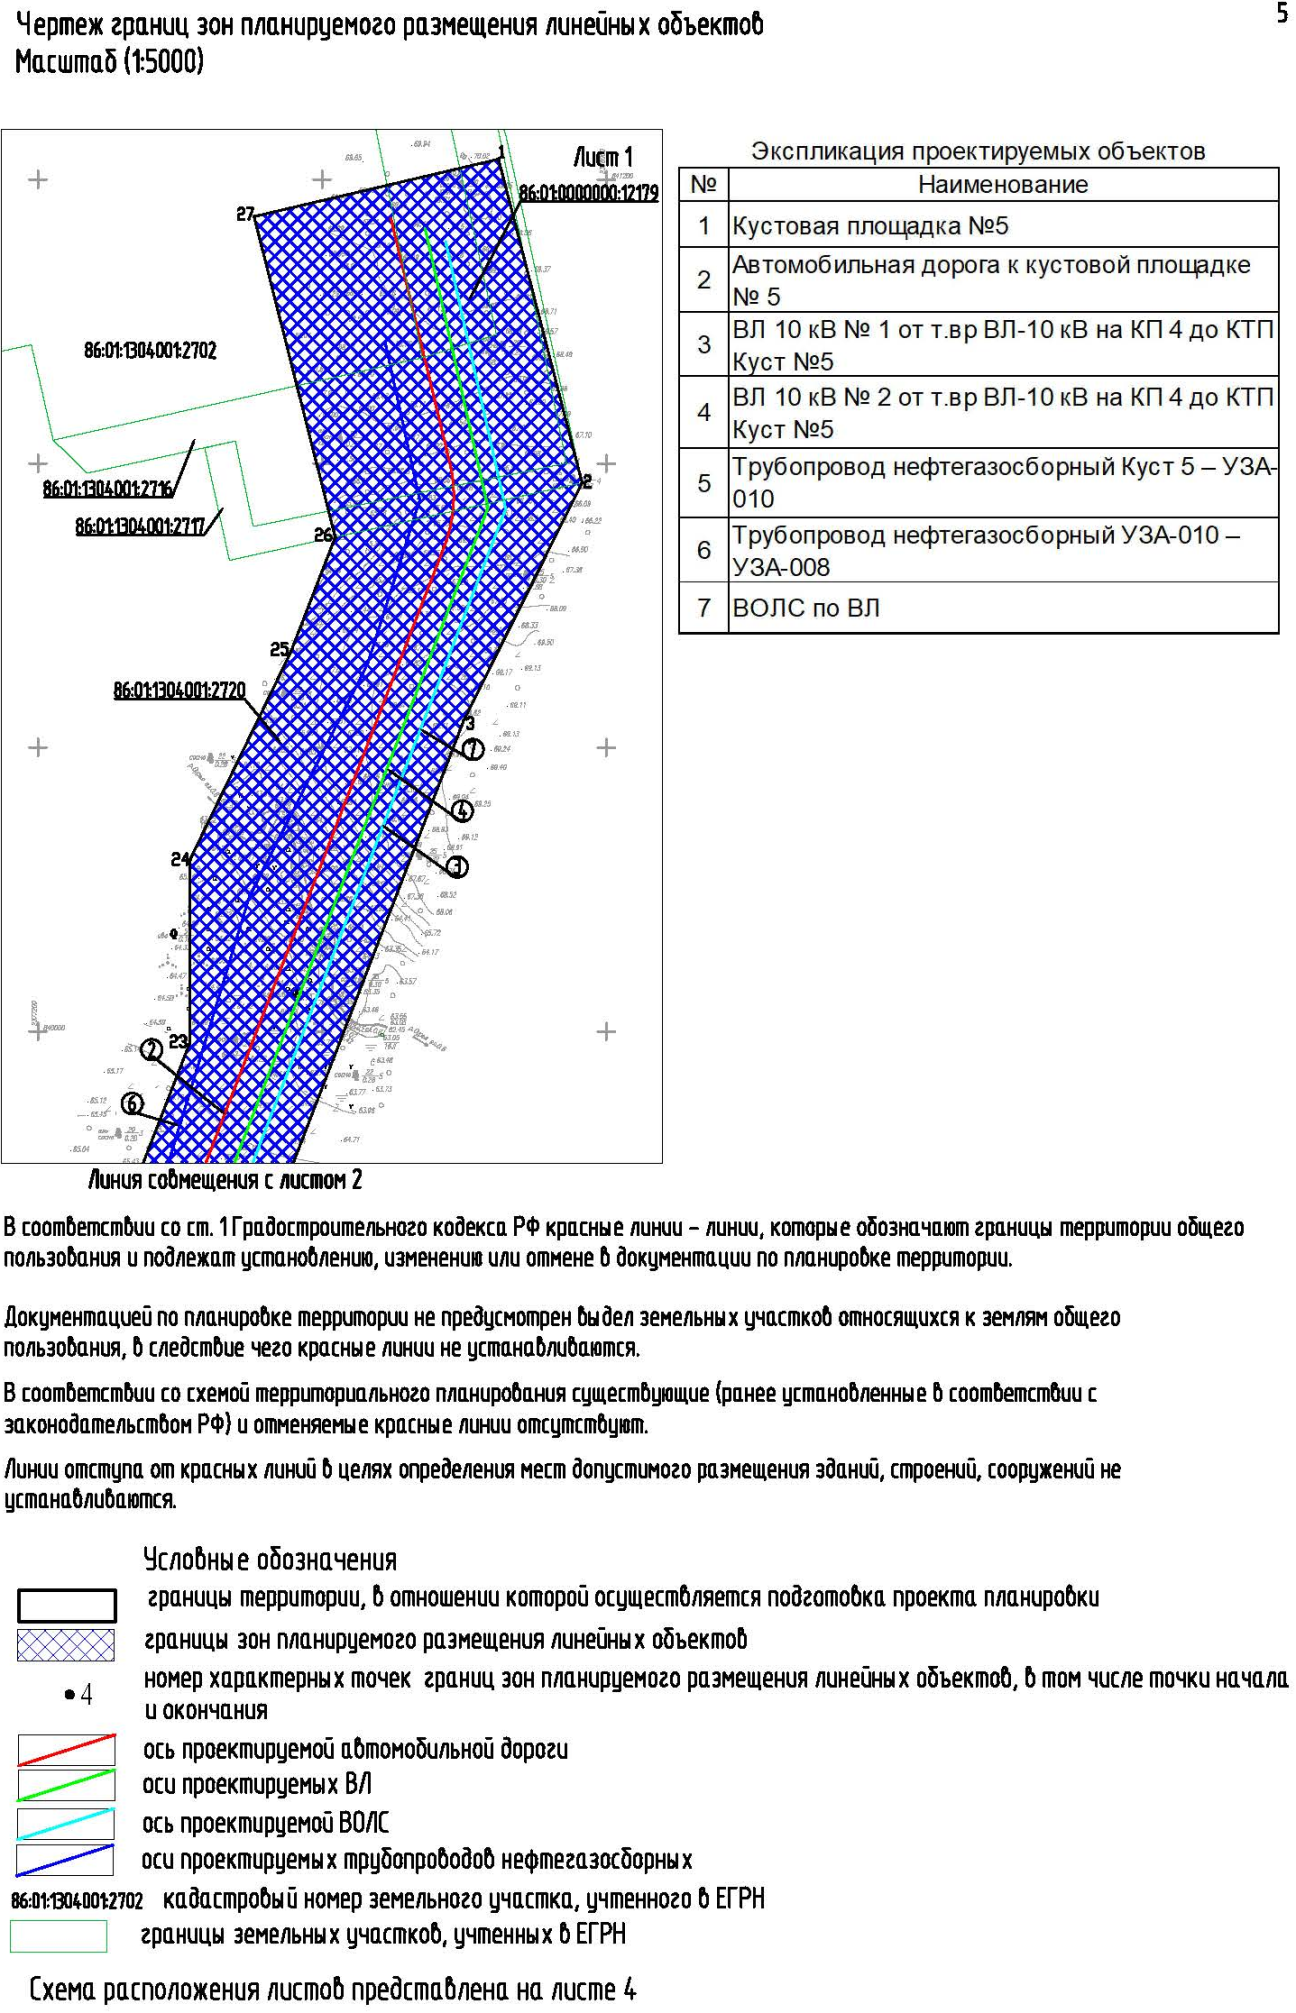 Чертеж границ зон планируемого размещения линейных объектов
Масштаб (1:5000)
5
Лист 1
86:01:0000000:12179
1
27
86:01:1304001:2702
2
86:01:1304001:2716
86:01:1304001:2717
26
25
86:01:1304001:2720
3
7
4
3
24
23
2
6
Линия совмещения с листом 2
Экспликация проектируемых объектов
№ Наименование
1 Кустовая площадка №5
2 Автомобильная дорога к кустовой площадке
№ 5
3 ВЛ 10 кВ № 1 от т.вр ВЛ-10 кВ на КП 4 до КТП
Куст №5
4 ВЛ 10 кВ № 2 от т.вр ВЛ-10 кВ на КП 4 до КТП
Куст №5
5 Трубопровод нефтегазосборный Куст 5 – УЗА-
010
6 Трубопровод нефтегазосборный УЗА-010 –
УЗА-008
7 ВОЛС по ВЛ
В соответствии со ст. 1 Градостроительного кодекса РФ красные линии – линии, которые обозначают границы территории общего
пользования и подлежат установлению, изменению или отмене в документации по планировке территории.
Документацией по планировке территории не предусмотрен выдел земельных участков относящихся к землям общего
пользования, в следствие чего красные линии не устанавливаются.
В соответствии со схемой территориального планирования существующие (ранее установленные в соответствии с
законодательством РФ) и отменяемые красные линии отсутствуют.
Линии отступа от красных линий в целях определения мест допустимого размещения зданий, строений, сооружений не
устанавливаются.
Условные обозначения
границы территории, в отношении которой осуществляется подготовка проекта планировки
границы зон планируемого размещения линейных объектов
4 номер характерных точек границ зон планируемого размещения линейных объектов, в том числе точки начала
и окончания
ось проектируемой автомобильной дороги
оси проектируемых ВЛ
ось проектируемой ВОЛС
оси проектируемых трубопроводов нефтегазосборных
86:01:1304001:2702 кадастровый номер земельного участка, учтенного в ЕГРН
границы земельных участков, учтенных в ЕГРН
Схема расположения листов представлена на листе 4